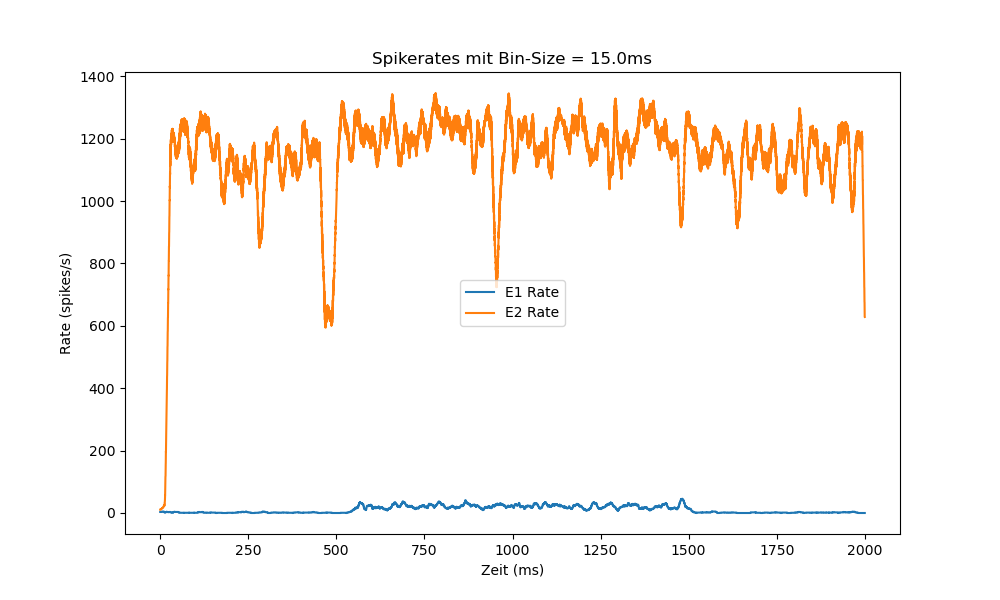 Spikerates mit Bin-Size = 15.0ms
1400
1200
1000
800
600
400
200
0
Rate (spikes/s)
E1 Rate
E2 Rate
0 250 500 750 1000 1250 1500 1750 2000
Zeit (ms)